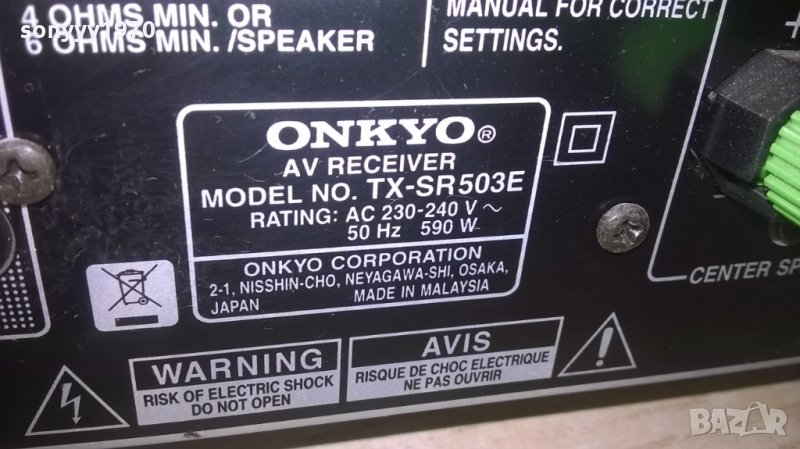 4 OHMS MIN. OR
6 OHMS MIN. /SPEAKER
sonyvv1970
MANUAL FOR CORRECT
SETTINGS.
ONKYO®
AV RECEIVER
MODEL NO. TX-SR503E
RATING: AC 230-240 V ~
50 Hz 590 W
ONKYO CORPORATION
2-1, NISSHIN-CHO, NEYAGAWA-SHI, OSAKA,
JAPAN MADE IN MALAYSIA
+
CENTER SP
WARNING
RISK OF ELECTRIC SHOCK
DO NOT OPEN
AVIS
RISQUE DE CHOC ELECTRIQUE
NE PAS OUVRIR
!
BAZAR